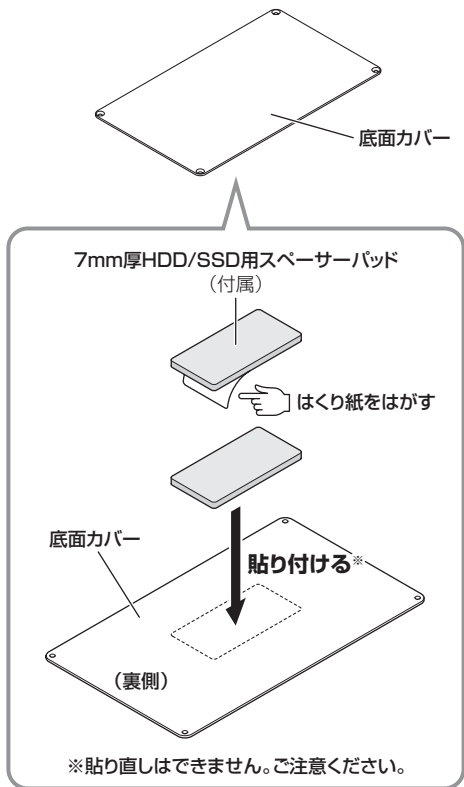 底面カバー
7mm厚HDD/SSD用スペーサーパッド
（付属）
はくり紙をはがす
底面カバー
貼り付ける※
（裏側）
※貼り直しはできません。ご注意ください。